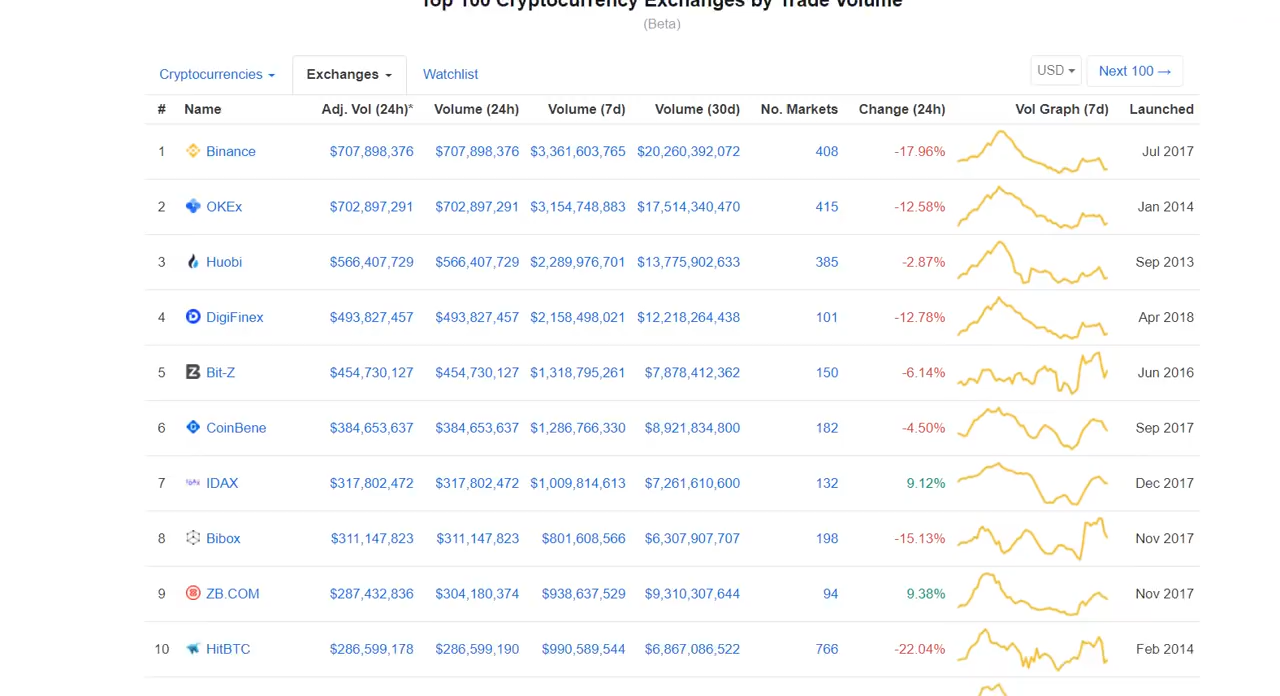 Top 100 Cryptocurrency Exchanges by Trade Volume
(Beta)
Cryptocurrencies Exchanges Watchlist USD Next 100 →
# Name Adj. Vol (24h)* Volume (24h) Volume (7d) Volume (30d) No. Markets Change (24h) Vol Graph (7d) Launched
1 Binance $707,898,376 $707,898,376 $3,361,603,765 $20,260,392,072 408 -17.96% Jul 2017
2 OKEx $702,897,291 $702,897,291 $3,154,748,883 $17,514,340,470 415 -12.58% Jan 2014
3 Huobi $566,407,729 $566,407,729 $2,289,976,701 $13,775,902,633 385 -2.87% Sep 2013
4 DigiFinex $493,827,457 $493,827,457 $2,158,498,021 $12,218,264,438 101 -12.78% Apr 2018
5 Bit-Z $454,730,127 $454,730,127 $1,318,795,261 $7,878,412,362 150 -6.14% Jun 2016
6 CoinBene $384,653,637 $384,653,637 $1,286,766,330 $8,921,834,800 182 -4.50% Sep 2017
7 IDAX $317,802,472 $317,802,472 $1,009,814,613 $7,261,610,600 132 9.12% Dec 2017
8 Bibox $311,147,823 $311,147,823 $801,608,566 $6,307,907,707 198 -15.13% Nov 2017
9 ZB.COM $287,432,836 $304,180,374 $938,637,529 $9,310,307,644 94 9.38% Nov 2017
10 HitBTC $286,599,178 $286,599,190 $990,589,544 $6,867,086,522 766 -22.04% Feb 2014